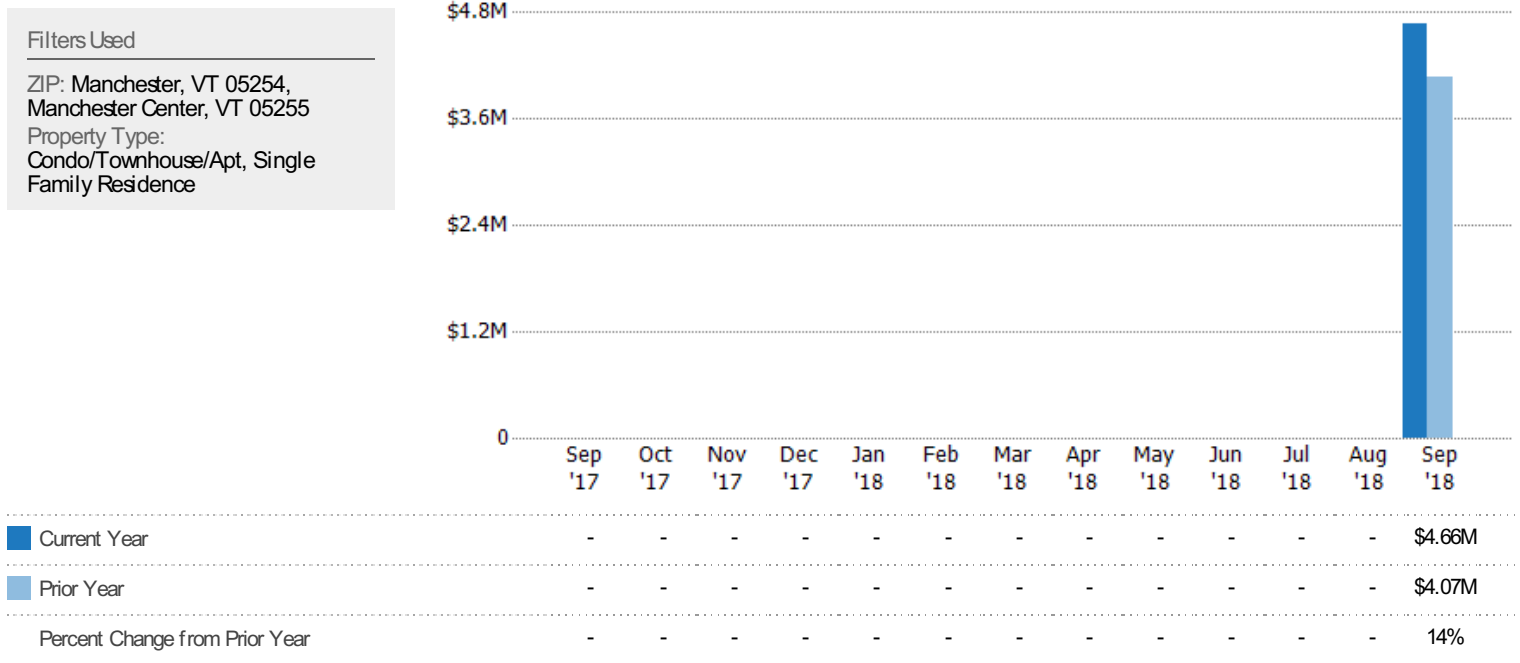 Filters Used
ZIP: Manchester, VT 05254,
Manchester Center, VT 05255
Property Type:
Condo/Townhouse/Apt, Single
Family Residence
$4.8M
$3.6M
$2.4M
$1.2M
0
Sep Oct Nov Dec Jan Feb Mar Apr May Jun Jul Aug Sep
'17 '17 '17 '17 '18 '18 '18 '18 '18 '18 '18 '18 '18
Current Year - - - - - - - - - - - - $4.66M
Prior Year - - - - - - - - - - - - $4.07M
Percent Change from Prior Year - - - - - - - - - - - - 14%